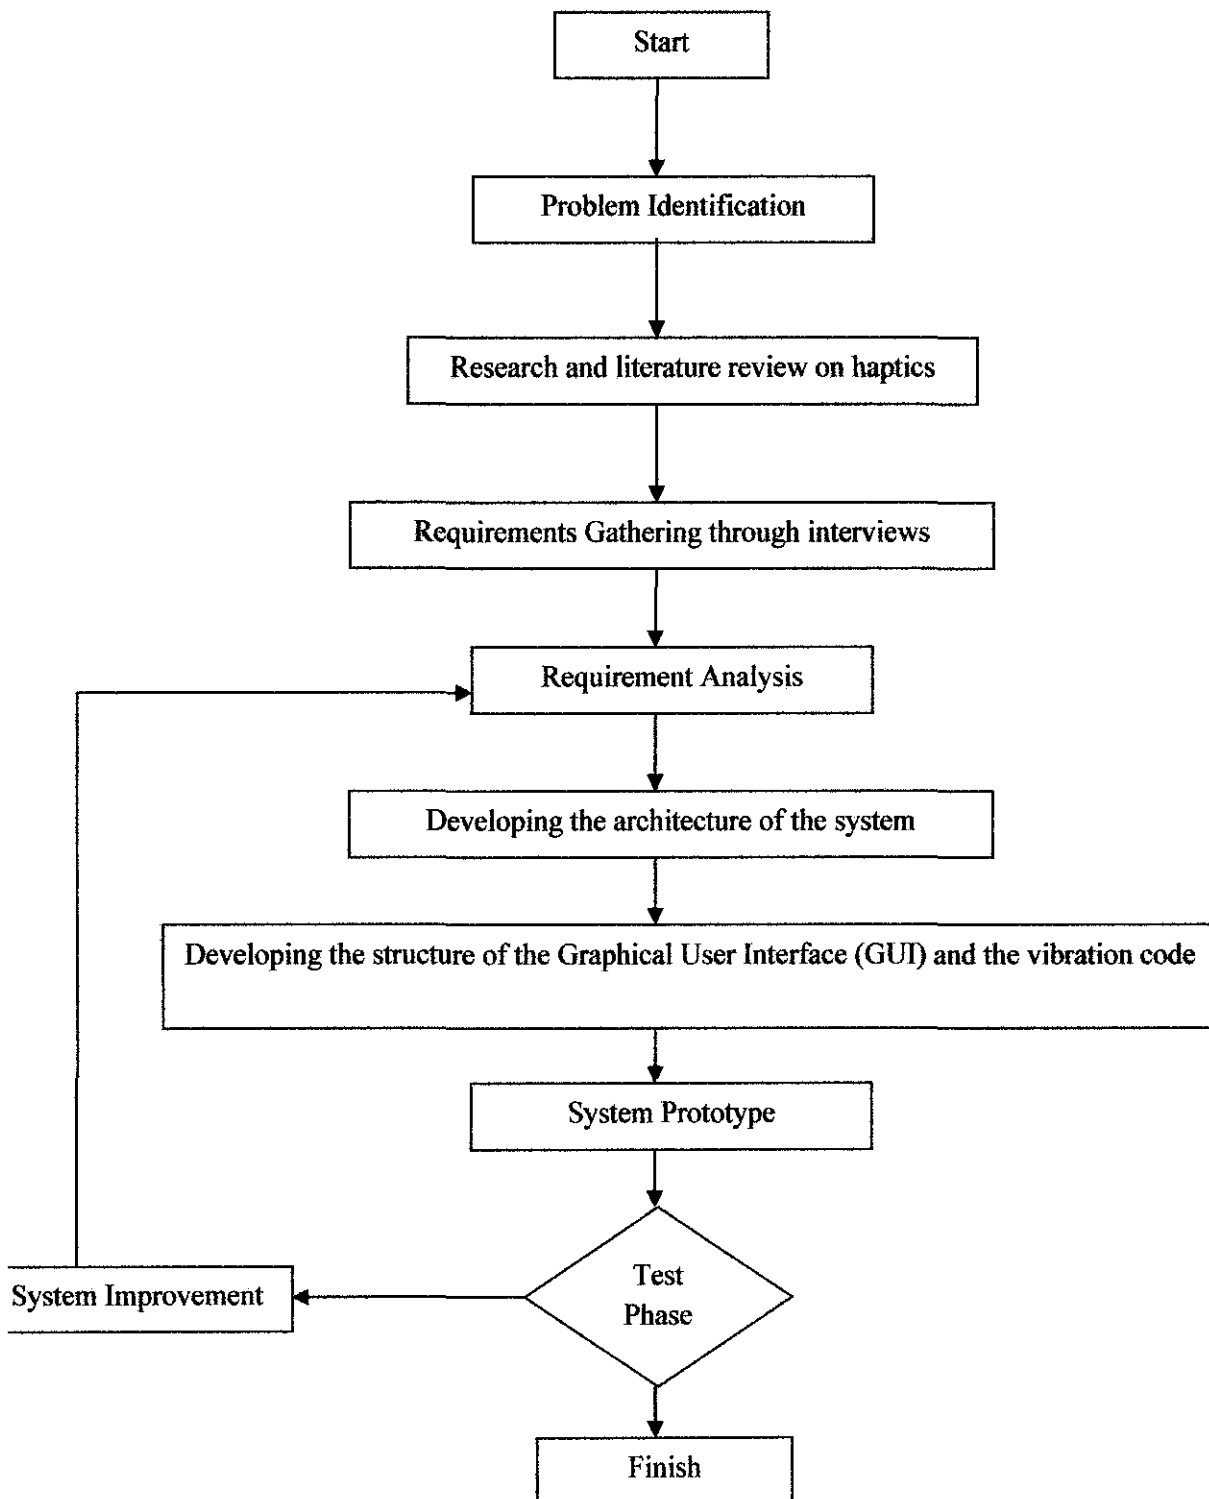 Start
Problem Identification
Research and literature review on haptics
Requirements Gathering through interviews
Requirement Analysis
Developing the architecture of the system
Developing the structure of the Graphical User Interface (GUI) and the vibration code
System Prototype
Test
Phase
System Improvement
Finish